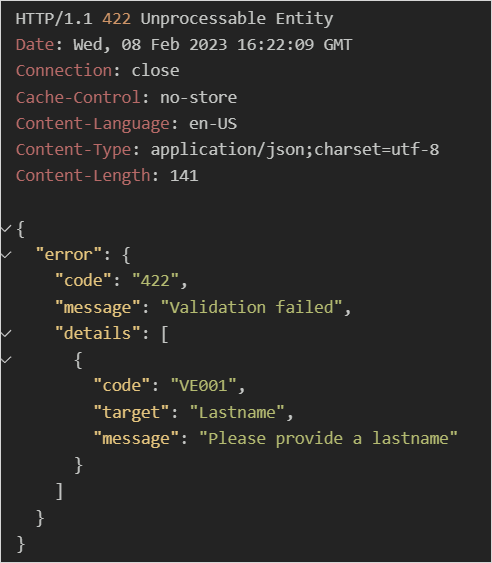 HTTP/1.1 422 Unprocessable Entity
Date: Wed, 08 Feb 2023 16:22:09 GMT
Connection: close
Cache-Control: no-store
Content-Language: en-US
Content-Type: application/json;charset=utf-8
Content-Length: 141

{
  "error": {
    "code": "422",
    "message": "Validation failed",
    "details": [
      {
        "code": "VE001",
        "target": "Lastname",
        "message": "Please provide a lastname"
      }
    ]
  }
}